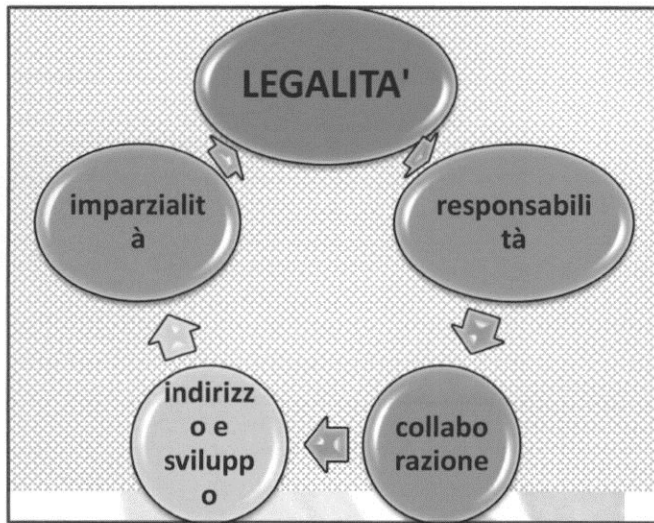 LEGALITA'
responsabili
tà
collabo
razione
indirizz
o e
svilupp
o
imparzialit
à